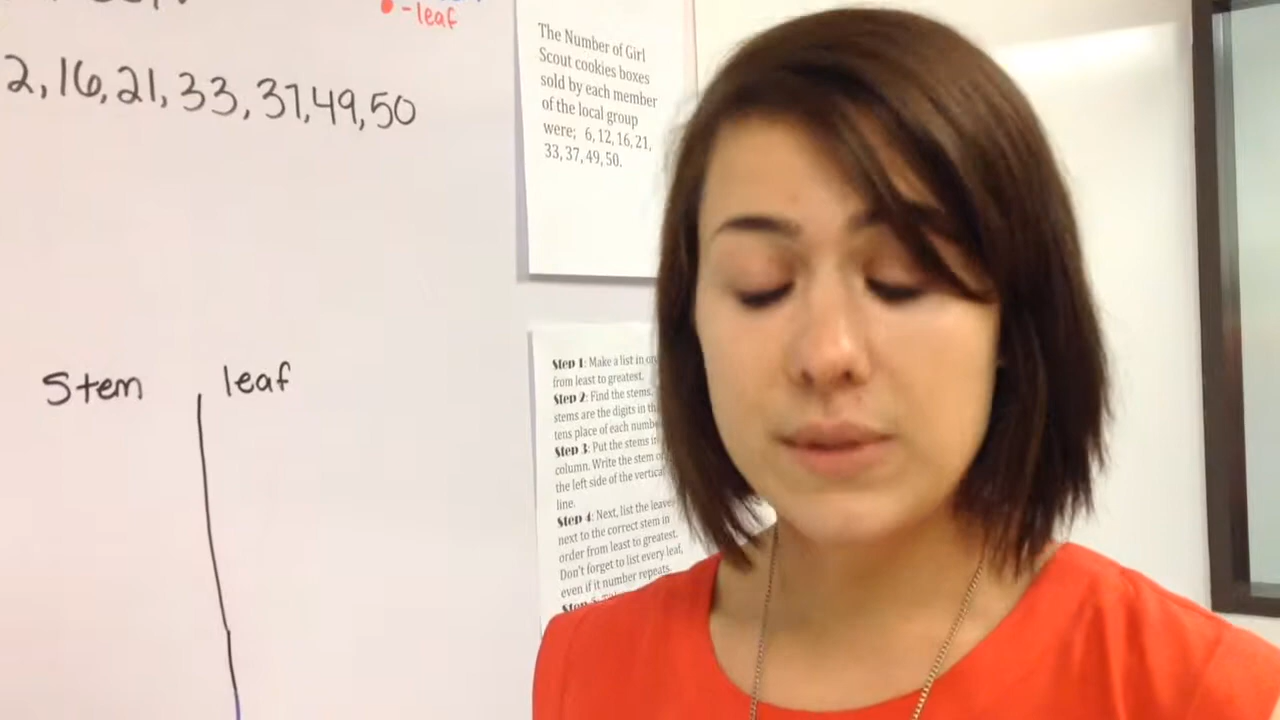 - leaf
2, 16, 21, 33, 37, 49, 50
The Number of Girl
Scout cookies boxes
sold by each member
of the local group
were; 6, 12, 16, 21,
33, 37, 49, 50.
Stem leaf
Step 1: Make a list in
from least to greatest.
Step 2: Find the stems.
stems are the digits in
tens place of each
Step 3: Put the stems in
column. Write the stem
the left side of the vertical
line.
Step 4: Next, list the leaves
next to the correct stem in
order from least to greatest.
Don't forget to list every leaf,
even if it number repeats.